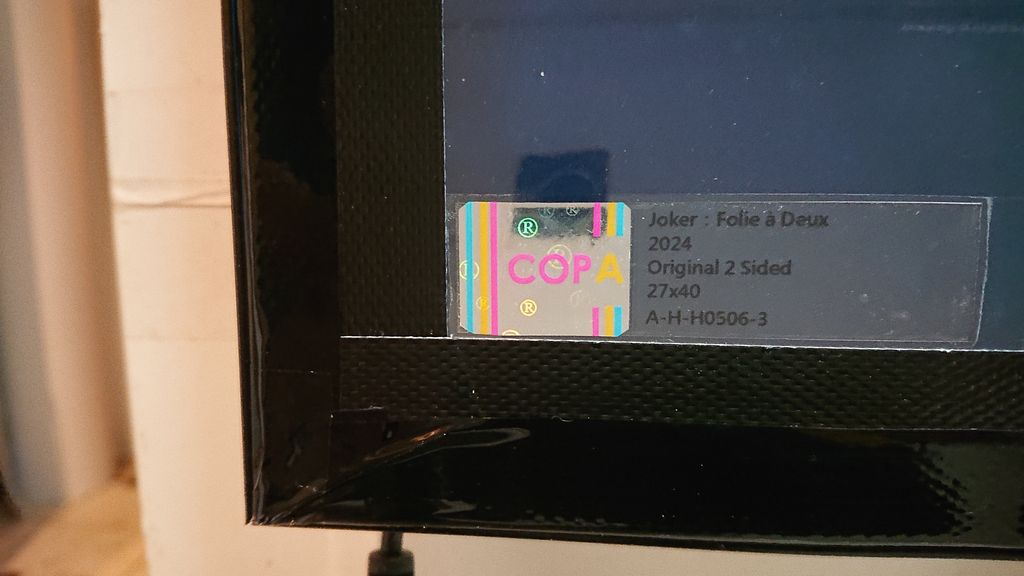 COPA
Joker : Folie à Deux
2024
Original 2 Sided
27x40
A-H-H0506-3